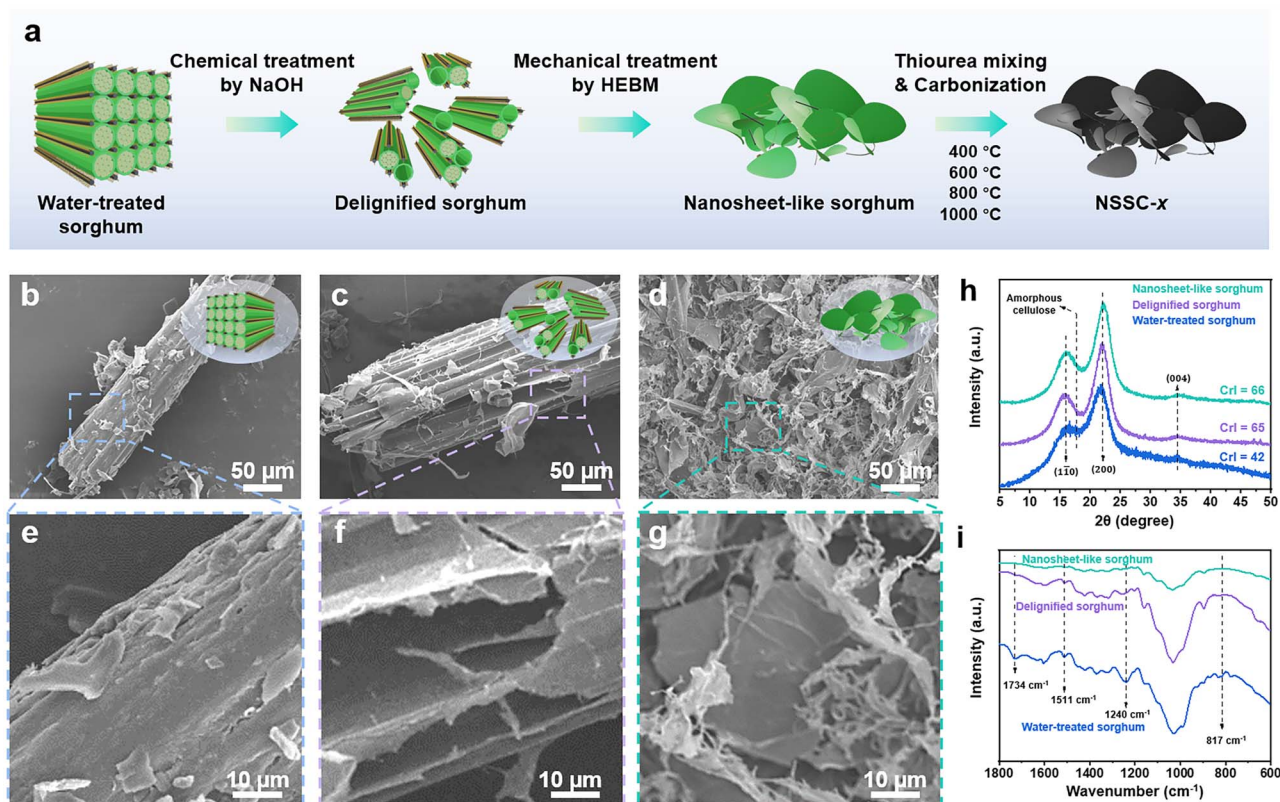 a
Chemical treatment
by NaOH
Mechanical treatment
by HEBM
Thiourea mixing
& Carbonization
400 °C
600 °C
800 °C
1000 °C
Water-treated
sorghum
Delignified sorghum
Nanosheet-like sorghum
NSSC-x
b
50 μm
c
50 μm
d
50 μm
e
10 μm
f
10 μm
g
10 μm
h
Nanosheet-like sorghum
Delignified sorghum
Water-treated sorghum
Amorphous
cellulose
(004)
CrI = 66
CrI = 65
CrI = 42
(11̅0)
(200)
Intensity (a.u.)
5 10 15 20 25 30 35 40 45 50
2θ (degree)
i
Nanosheet-like sorghum
Delignified sorghum
1734 cm⁻¹
1511 cm⁻¹
1240 cm⁻¹
817 cm⁻¹
Water-treated sorghum
Intensity (a.u.)
1800 1600 1400 1200 1000 800 600
Wavenumber (cm⁻¹)